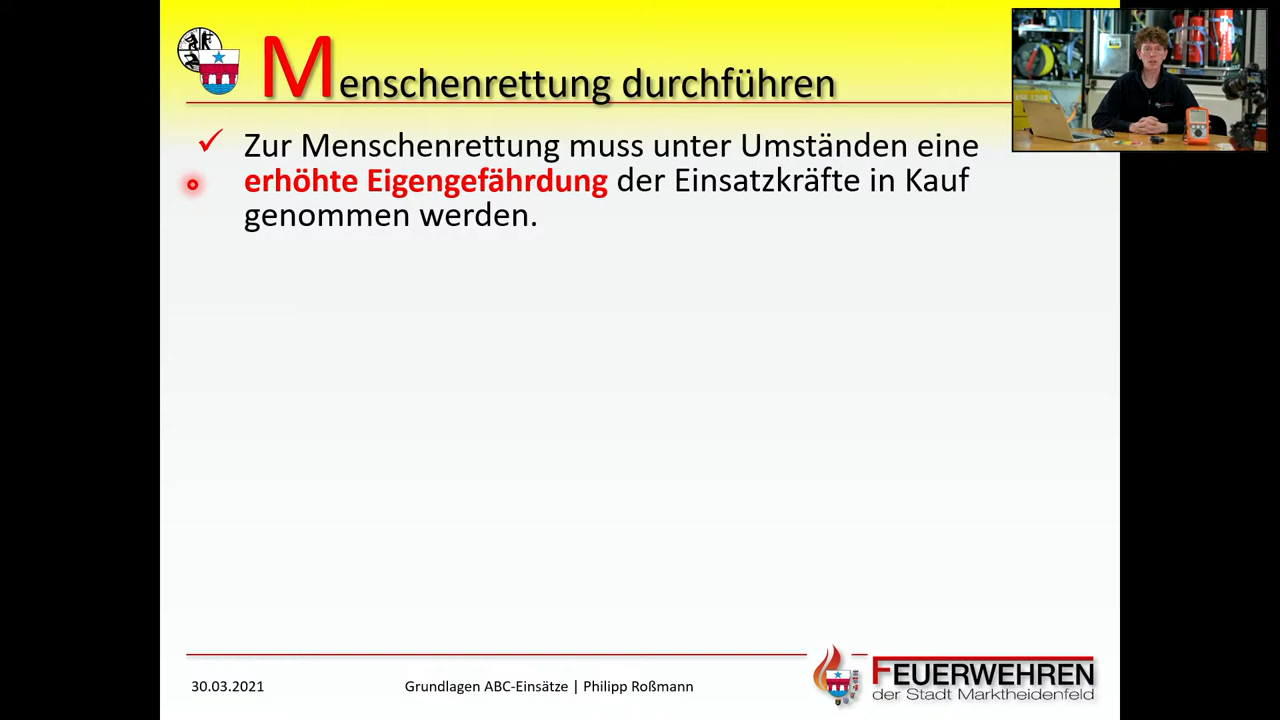 Menschenrettung durchführen
✓ Zur Menschenrettung muss unter Umständen eine
erhöhte Eigengefährdung der Einsatzkräfte in Kauf
genommen werden.
30.03.2021
Grundlagen ABC-Einsätze | Philipp Roßmann
FEUERWEHREN
der Stadt Marktheidenfeld